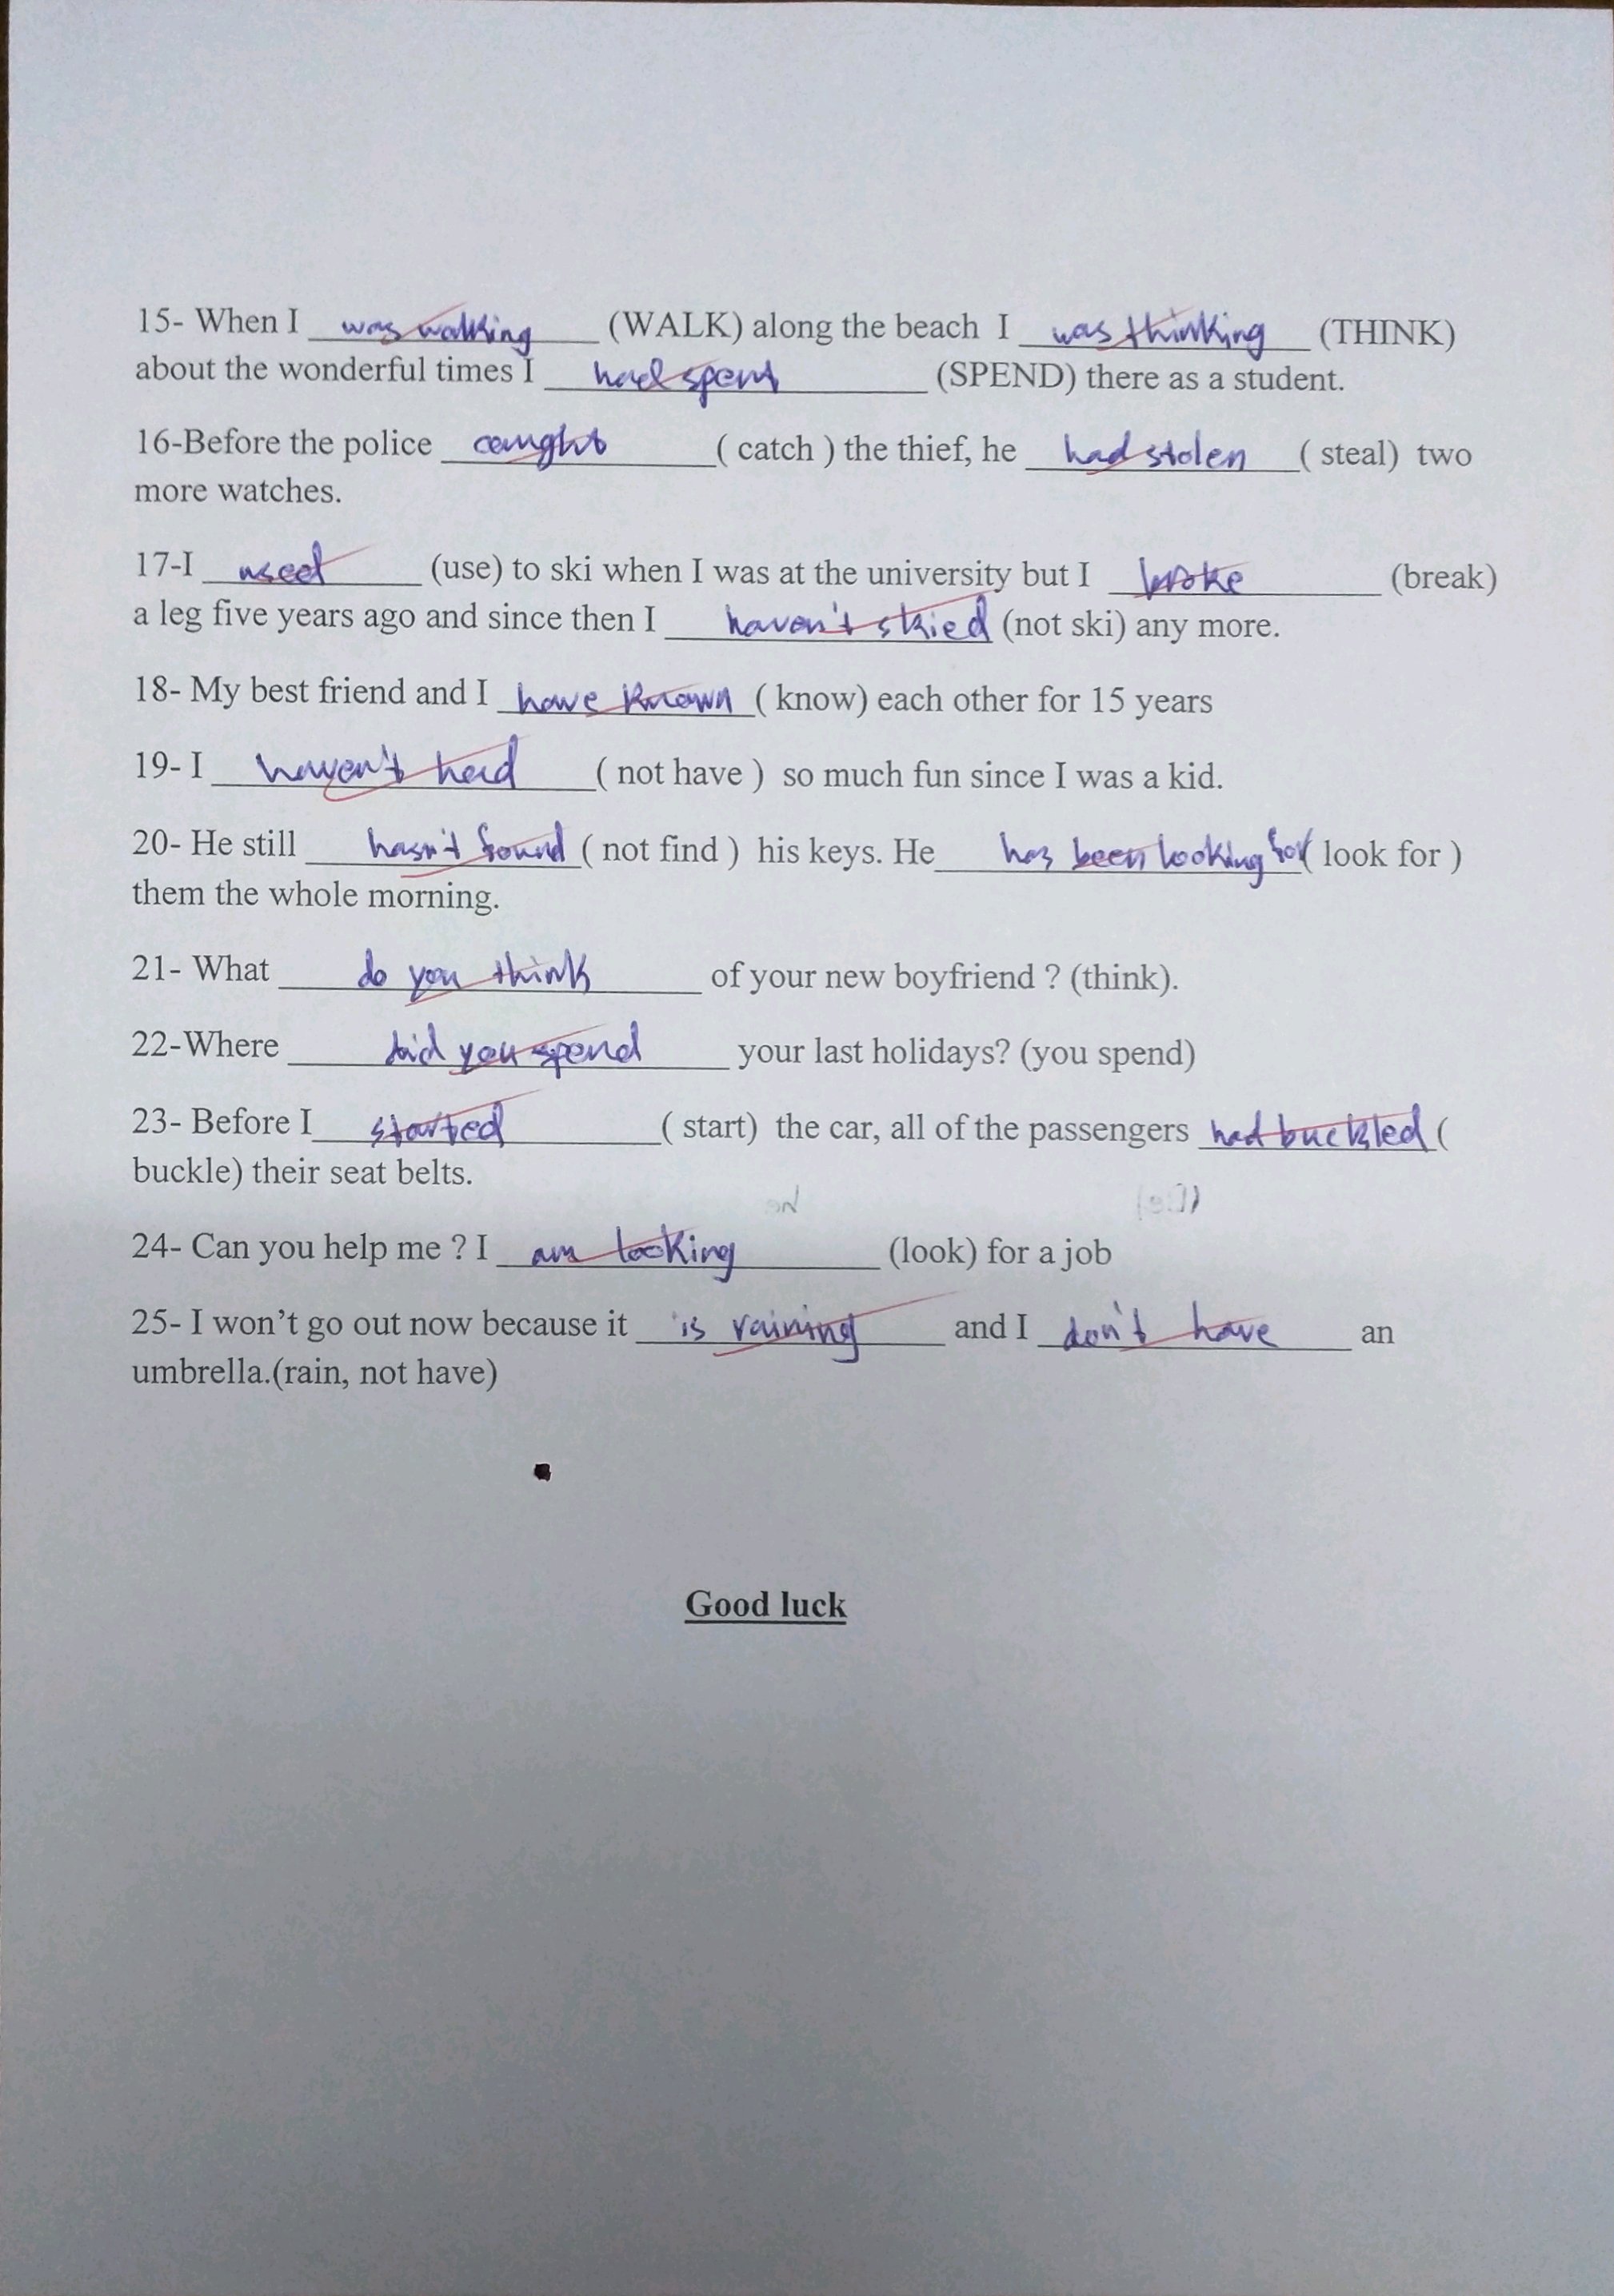 15- When I was walking (WALK) along the beach I was thinking (THINK)
about the wonderful times I had spent (SPEND) there as a student.
16-Before the police caught ( catch ) the thief, he had stolen ( steal) two
more watches.
17-I used (use) to ski when I was at the university but I broke (break)
a leg five years ago and since then I haven't skied (not ski) any more.
18- My best friend and I have known ( know) each other for 15 years
19- I haven't had ( not have ) so much fun since I was a kid.
20- He still hasn't found ( not find ) his keys. He has been looking for ( look for )
them the whole morning.
21- What do you think of your new boyfriend ? (think).
22-Where did you spend your last holidays? (you spend)
23- Before I started ( start) the car, all of the passengers had buckled (
buckle) their seat belts.
24- Can you help me ? I am looking (look) for a job
25- I won't go out now because it is raining and I don't have an
umbrella.(rain, not have)
Good luck